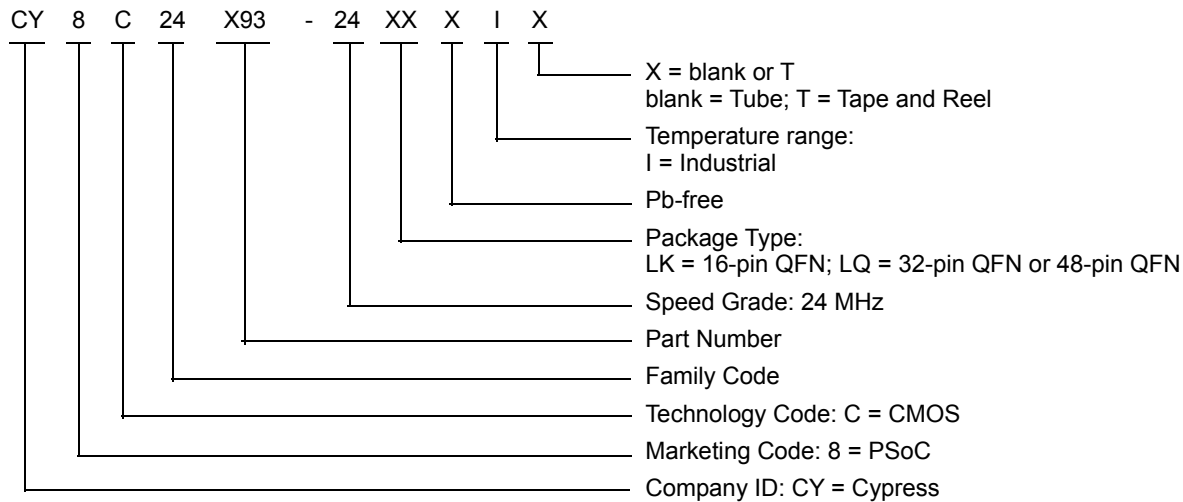 CY 8 C 24 X93 - 24 XX X I X
X = blank or T
blank = Tube; T = Tape and Reel
Temperature range:
I = Industrial
Pb-free
Package Type:
LK = 16-pin QFN; LQ = 32-pin QFN or 48-pin QFN
Speed Grade: 24 MHz
Part Number
Family Code
Technology Code: C = CMOS
Marketing Code: 8 = PSoC
Company ID: CY = Cypress